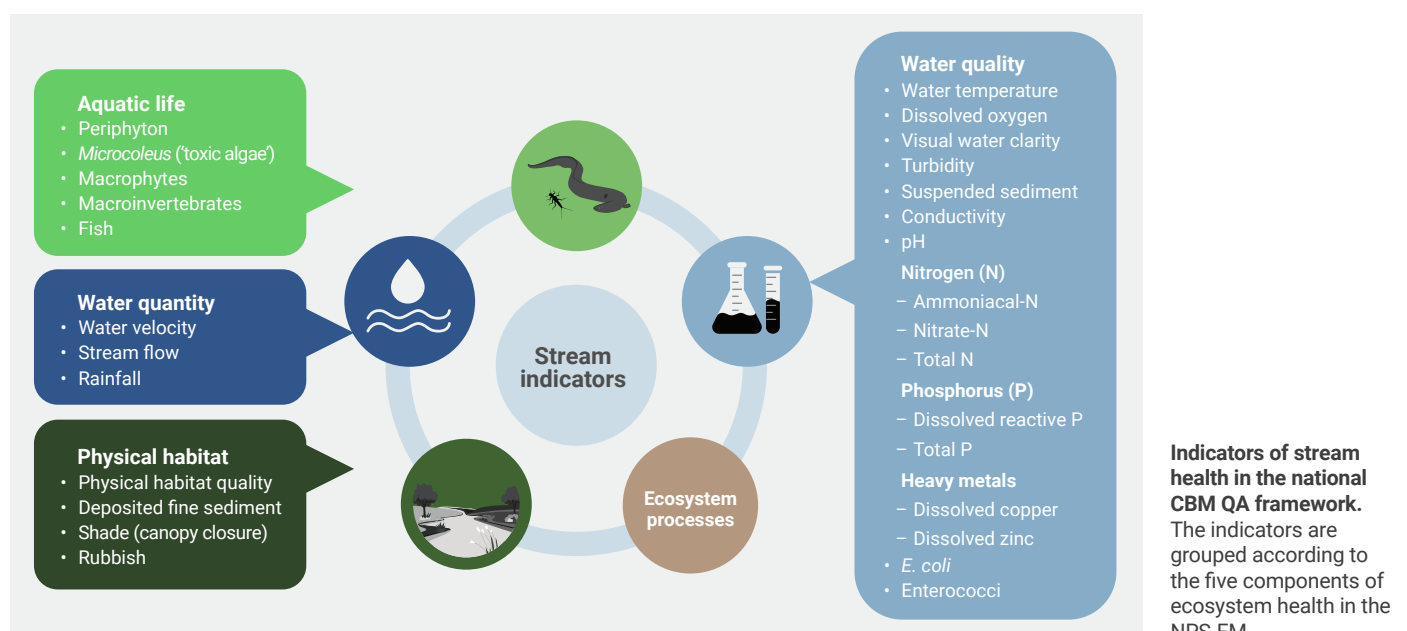 Aquatic life
• Periphyton
• Microcoleus (‘toxic algae’)
• Macrophytes
• Macroinvertebrates
• Fish
Water quantity
• Water velocity
• Stream flow
• Rainfall
Physical habitat
• Physical habitat quality
• Deposited fine sediment
• Shade (canopy closure)
• Rubbish
Stream
indicators
Ecosystem
processes
Water quality
• Water temperature
• Dissolved oxygen
• Visual water clarity
• Turbidity
• Suspended sediment
• Conductivity
• pH
Nitrogen (N)
– Ammoniacal-N
– Nitrate-N
– Total N
Phosphorus (P)
– Dissolved reactive P
– Total P
Heavy metals
– Dissolved copper
– Dissolved zinc
• E. coli
• Enterococci
Indicators of stream
health in the national
CBM QA framework.
The indicators are
grouped according to
the five components of
ecosystem health in the